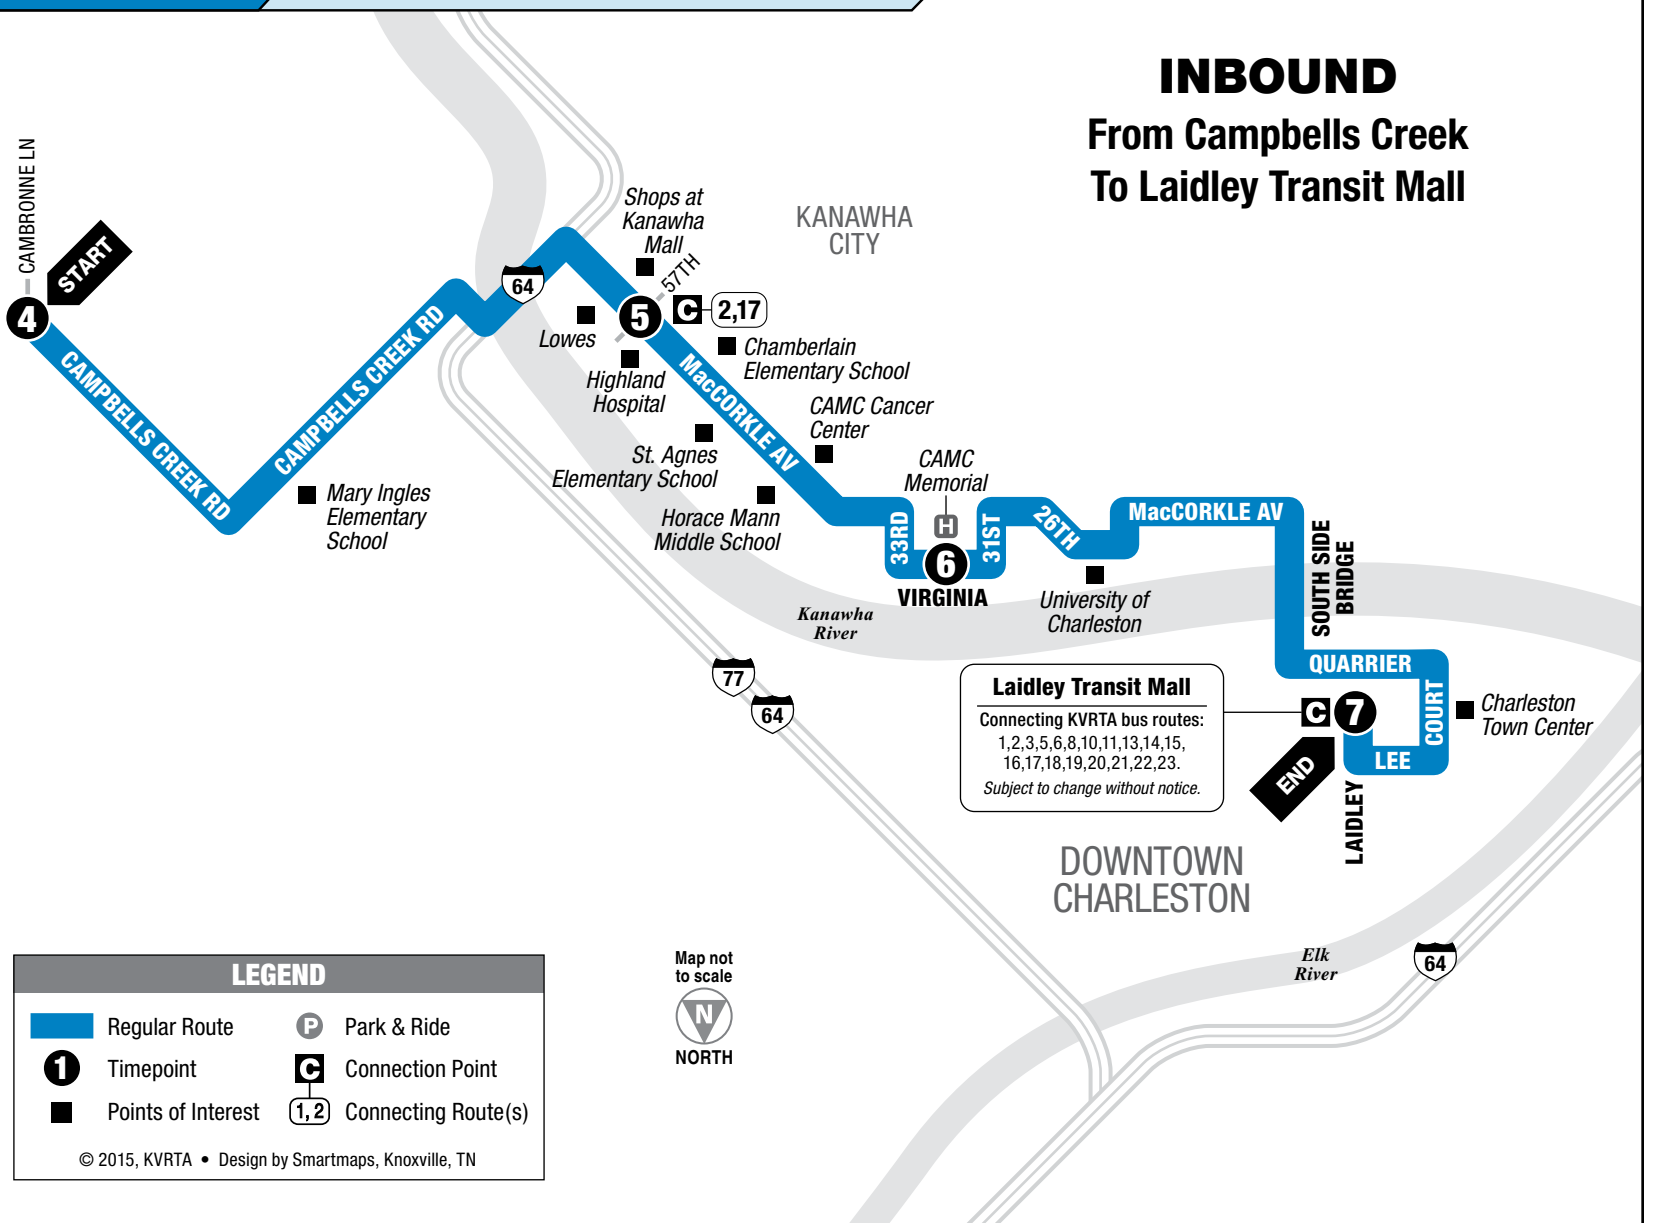 INBOUND
From Campbells Creek
To Laidley Transit Mall
CAMBRONNE LN
START
4
CAMPBELLS CREEK RD
CAMPBELLS CREEK RD
Mary Ingles
Elementary
School
64
Shops at
Kanawha
Mall
57TH
KANAWHA
CITY
5
C
2,17
Lowes
Highland
Hospital
Chamberlain
Elementary School
MacCORKLE AV
CAMC Cancer
Center
St. Agnes
Elementary School
Horace Mann
Middle School
CAMC
Memorial
H
33RD
6
31ST
VIRGINIA
26TH
MacCORKLE AV
University of
Charleston
Kanawha
River
SOUTH SIDE
BRIDGE
QUARRIER
COURT
Charleston
Town Center
LEE
LAIDLEY
C
7
END
Laidley Transit Mall
Connecting KVRTA bus routes:
1,2,3,5,6,8,10,11,13,14,15,
16,17,18,19,20,21,22,23.
Subject to change without notice.
77
64
DOWNTOWN
CHARLESTON
Elk
River
64
Map not
to scale
N
NORTH
LEGEND
Regular Route
P Park & Ride
1 Timepoint
C Connection Point
Points of Interest
1, 2 Connecting Route(s)
© 2015, KVRTA • Design by Smartmaps, Knoxville, TN